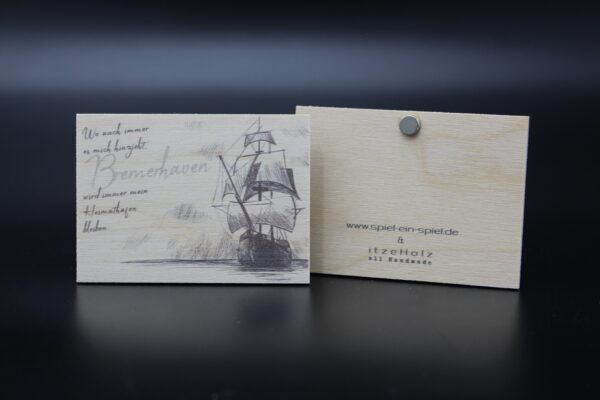 Wo auch immer
es mich hinzieht
Bremerhaven
wird immer mein
Heimathafen
bleiben
www.spiel-ein-spiel.de
&
itzeHolz
all Handmade